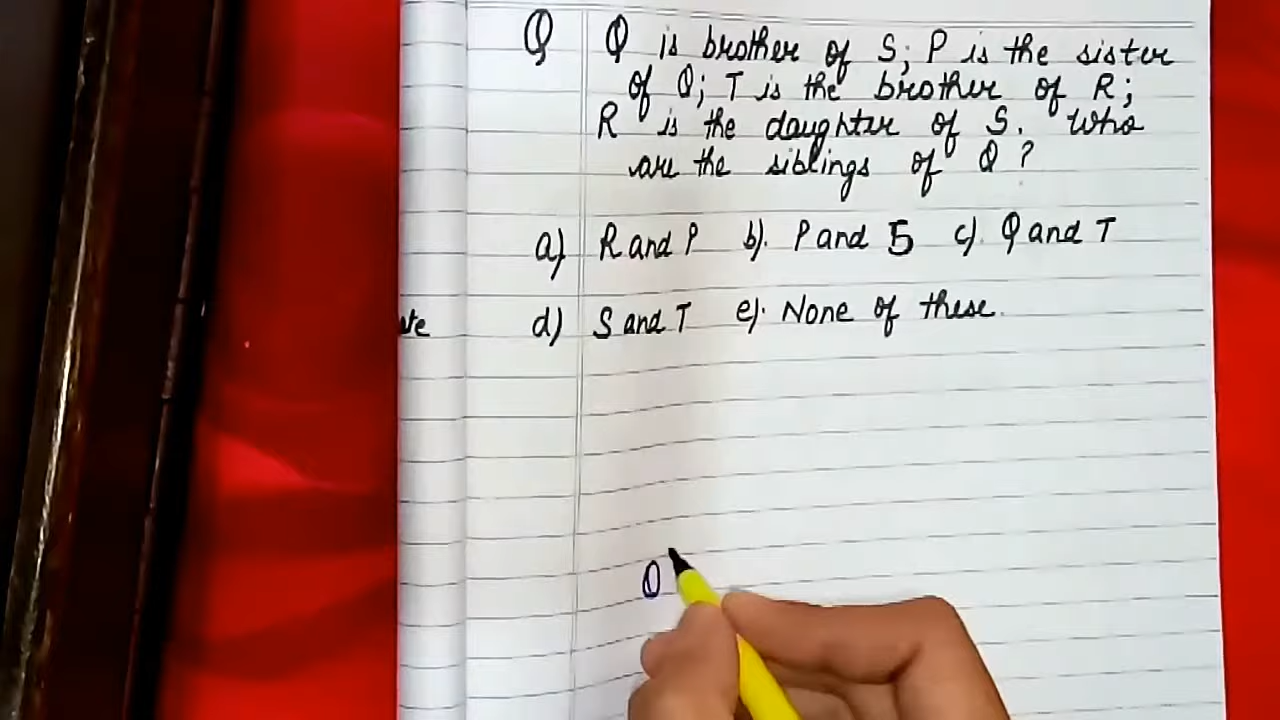 Q Q is brother of S; P is the sister
of Q; T is the brother of R;
R is the daughter of S. Who
are the siblings of Q?
a) R and P b). P and 5 c). Q and T
d) S and T e). None of these.
Q